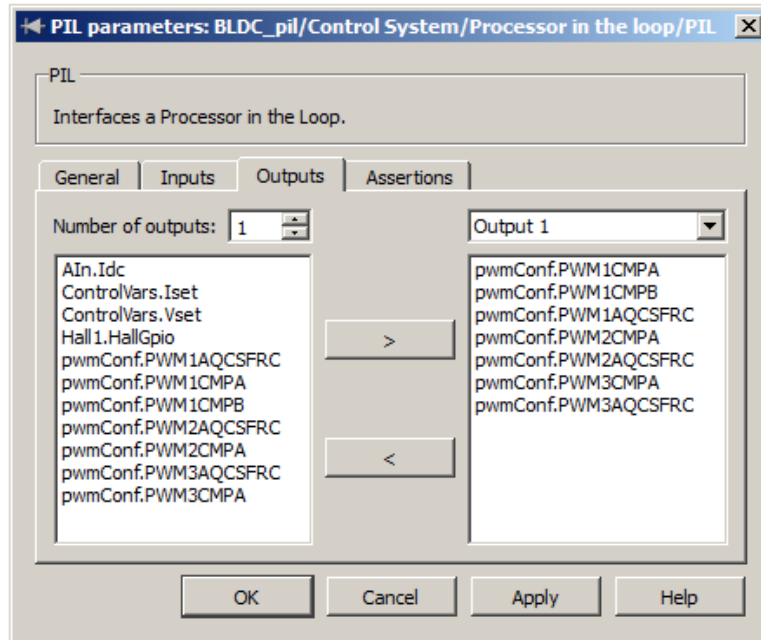 PIL parameters: BLDC_pil/Control System/Processor in the loop/PIL
PIL
Interfaces a Processor in the Loop.
General Inputs Outputs Assertions
Number of outputs: 1
Output 1
AIn.Idc
ControlVars.Iset
ControlVars.Vset
Hall1.HallGpio
pwmConf.PWM1AQCSFRC
pwmConf.PWM1CMPA
pwmConf.PWM1CMPB
pwmConf.PWM2AQCSFRC
pwmConf.PWM2CMPA
pwmConf.PWM3AQCSFRC
pwmConf.PWM3CMPA
>
<
pwmConf.PWM1CMPA
pwmConf.PWM1CMPB
pwmConf.PWM1AQCSFRC
pwmConf.PWM2CMPA
pwmConf.PWM2AQCSFRC
pwmConf.PWM3CMPA
pwmConf.PWM3AQCSFRC
OK Cancel Apply Help